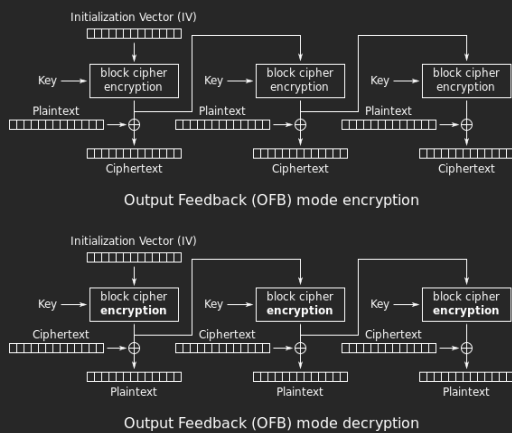 Initialization Vector (IV)
Key
block cipher
encryption
Key
block cipher
encryption
Key
block cipher
encryption
Plaintext
Plaintext
Plaintext
Ciphertext
Ciphertext
Ciphertext
Output Feedback (OFB) mode encryption
Initialization Vector (IV)
Key
block cipher
encryption
Key
block cipher
encryption
Key
block cipher
encryption
Ciphertext
Ciphertext
Ciphertext
Plaintext
Plaintext
Plaintext
Output Feedback (OFB) mode decryption